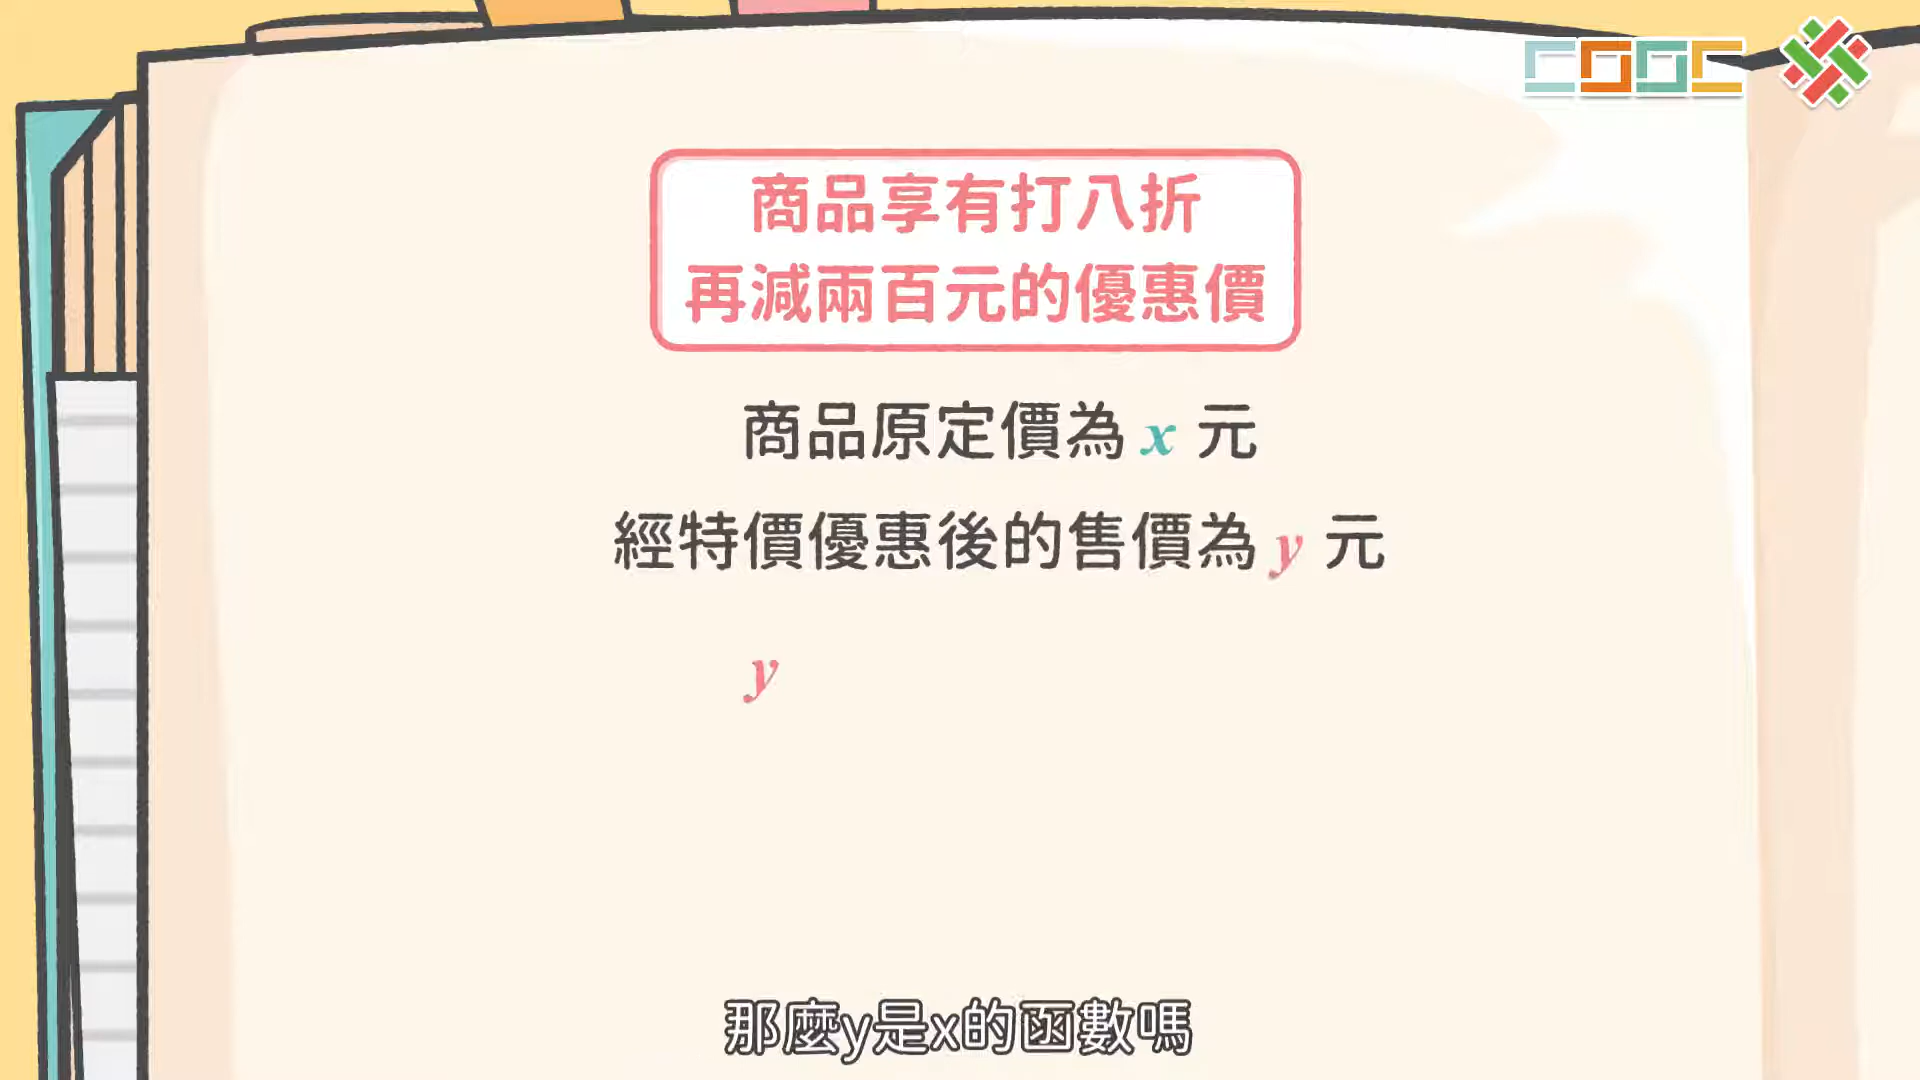 COOC
商品享有打八折
再減兩百元的優惠價
商品原定價為 x 元
經特價優惠後的售價為 y 元
y
那麼y是x的函數嗎